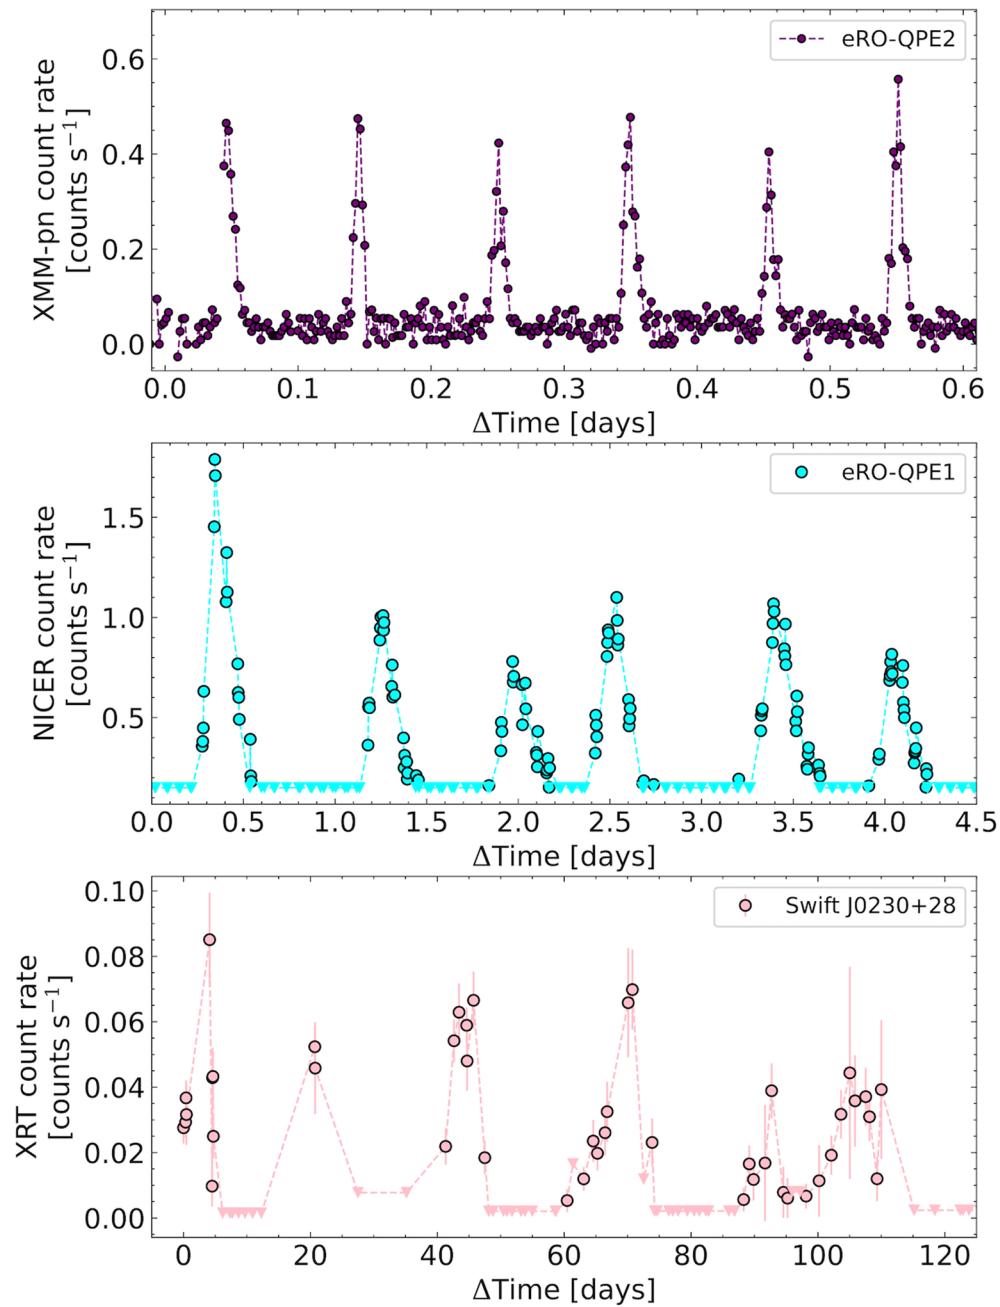 eRO-QPE2
XMM-pn count rate
[counts s⁻¹]
0.6
0.4
0.2
0.0
0.0 0.1 0.2 0.3 0.4 0.5 0.6
ΔTime [days]
eRO-QPE1
NICER count rate
[counts s⁻¹]
1.5
1.0
0.5
0.0 0.5 1.0 1.5 2.0 2.5 3.0 3.5 4.0 4.5
ΔTime [days]
Swift J0230+28
XRT count rate
[counts s⁻¹]
0.10
0.08
0.06
0.04
0.02
0.00
0 20 40 60 80 100 120
ΔTime [days]